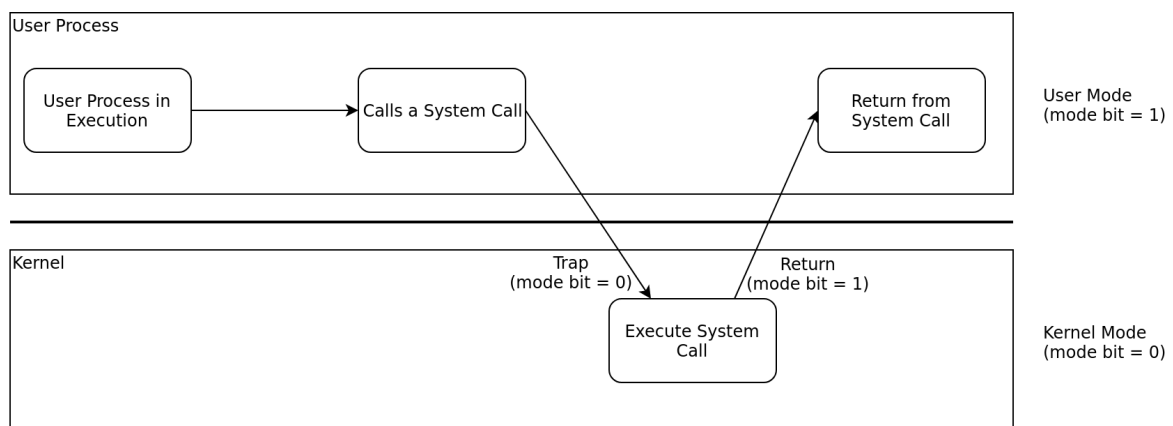 User Process
User Process in
Execution
Calls a System Call
Return from
System Call
User Mode
(mode bit = 1)
Kernel
Trap
(mode bit = 0)
Return
(mode bit = 1)
Execute System
Call
Kernel Mode
(mode bit = 0)